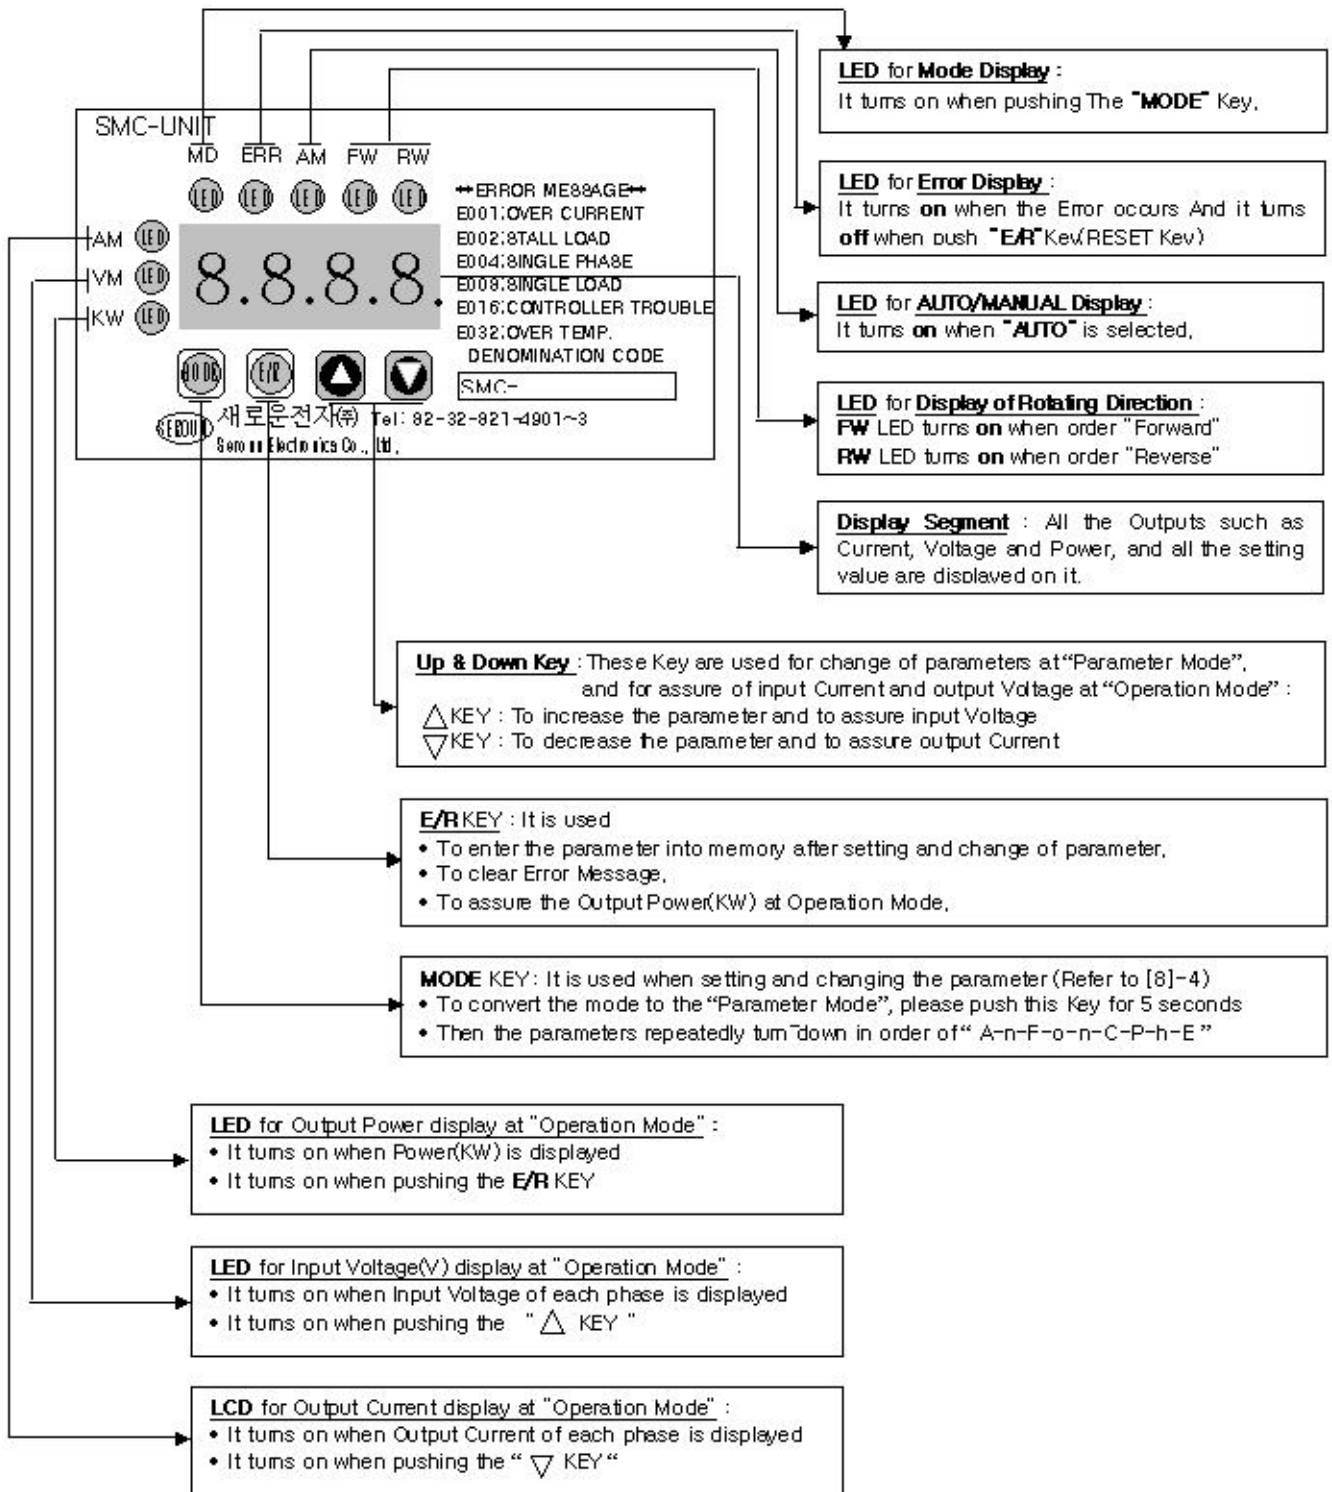 SMC-UNIT
MD ERR AM FW RW
LED LED LED LED LED
AM LED
VM LED
KW LED
8.8.8.8.
**ERROR MESSAGE**
E001:OVER CURRENT
E002:STALL LOAD
E004:SINGLE PHASE
E008:SINGLE LOAD
E016:CONTROLLER TROUBLE
E032:OVER TEMP.
DENOMINATION CODE
SMC-
MODE E/R △ ▽
새로운전자(주) Tel: 82-32-821-4901~3
Seroun Electronics Co., Ltd.
LED for Mode Display :
It turns on when pushing The "MODE" Key.
LED for Error Display :
It turns on when the Error occurs And it turns
off when push "E/R"Key(RESET Key)
LED for AUTO/MANUAL Display :
It turns on when "AUTO" is selected.
LED for Display of Rotating Direction :
FW LED turns on when order "Forward"
RW LED turns on when order "Reverse"
Display Segment : All the Outputs such as
Current, Voltage and Power, and all the setting
value are displayed on it.
Up & Down Key : These Key are used for change of parameters at "Parameter Mode",
and for assure of input Current and output Voltage at "Operation Mode" :
△ KEY : To increase the parameter and to assure input Voltage
▽ KEY : To decrease the parameter and to assure output Current
E/R KEY : It is used
• To enter the parameter into memory after setting and change of parameter,
• To clear Error Message,
• To assure the Output Power(KW) at Operation Mode,
MODE KEY : It is used when setting and changing the parameter (Refer to [8]-4)
• To convert the mode to the "Parameter Mode", please push this Key for 5 seconds
• Then the parameters repeatedly turn-down in order of " A-n-F-o-n-C-P-h-E "
LED for Output Power display at "Operation Mode" :
• It turns on when Power(KW) is displayed
• It turns on when pushing the E/R KEY
LED for Input Voltage(V) display at "Operation Mode" :
• It turns on when Input Voltage of each phase is displayed
• It turns on when pushing the " △ KEY "
LCD for Output Current display at "Operation Mode" :
• It turns on when Output Current of each phase is displayed
• It turns on when pushing the " ▽ KEY "